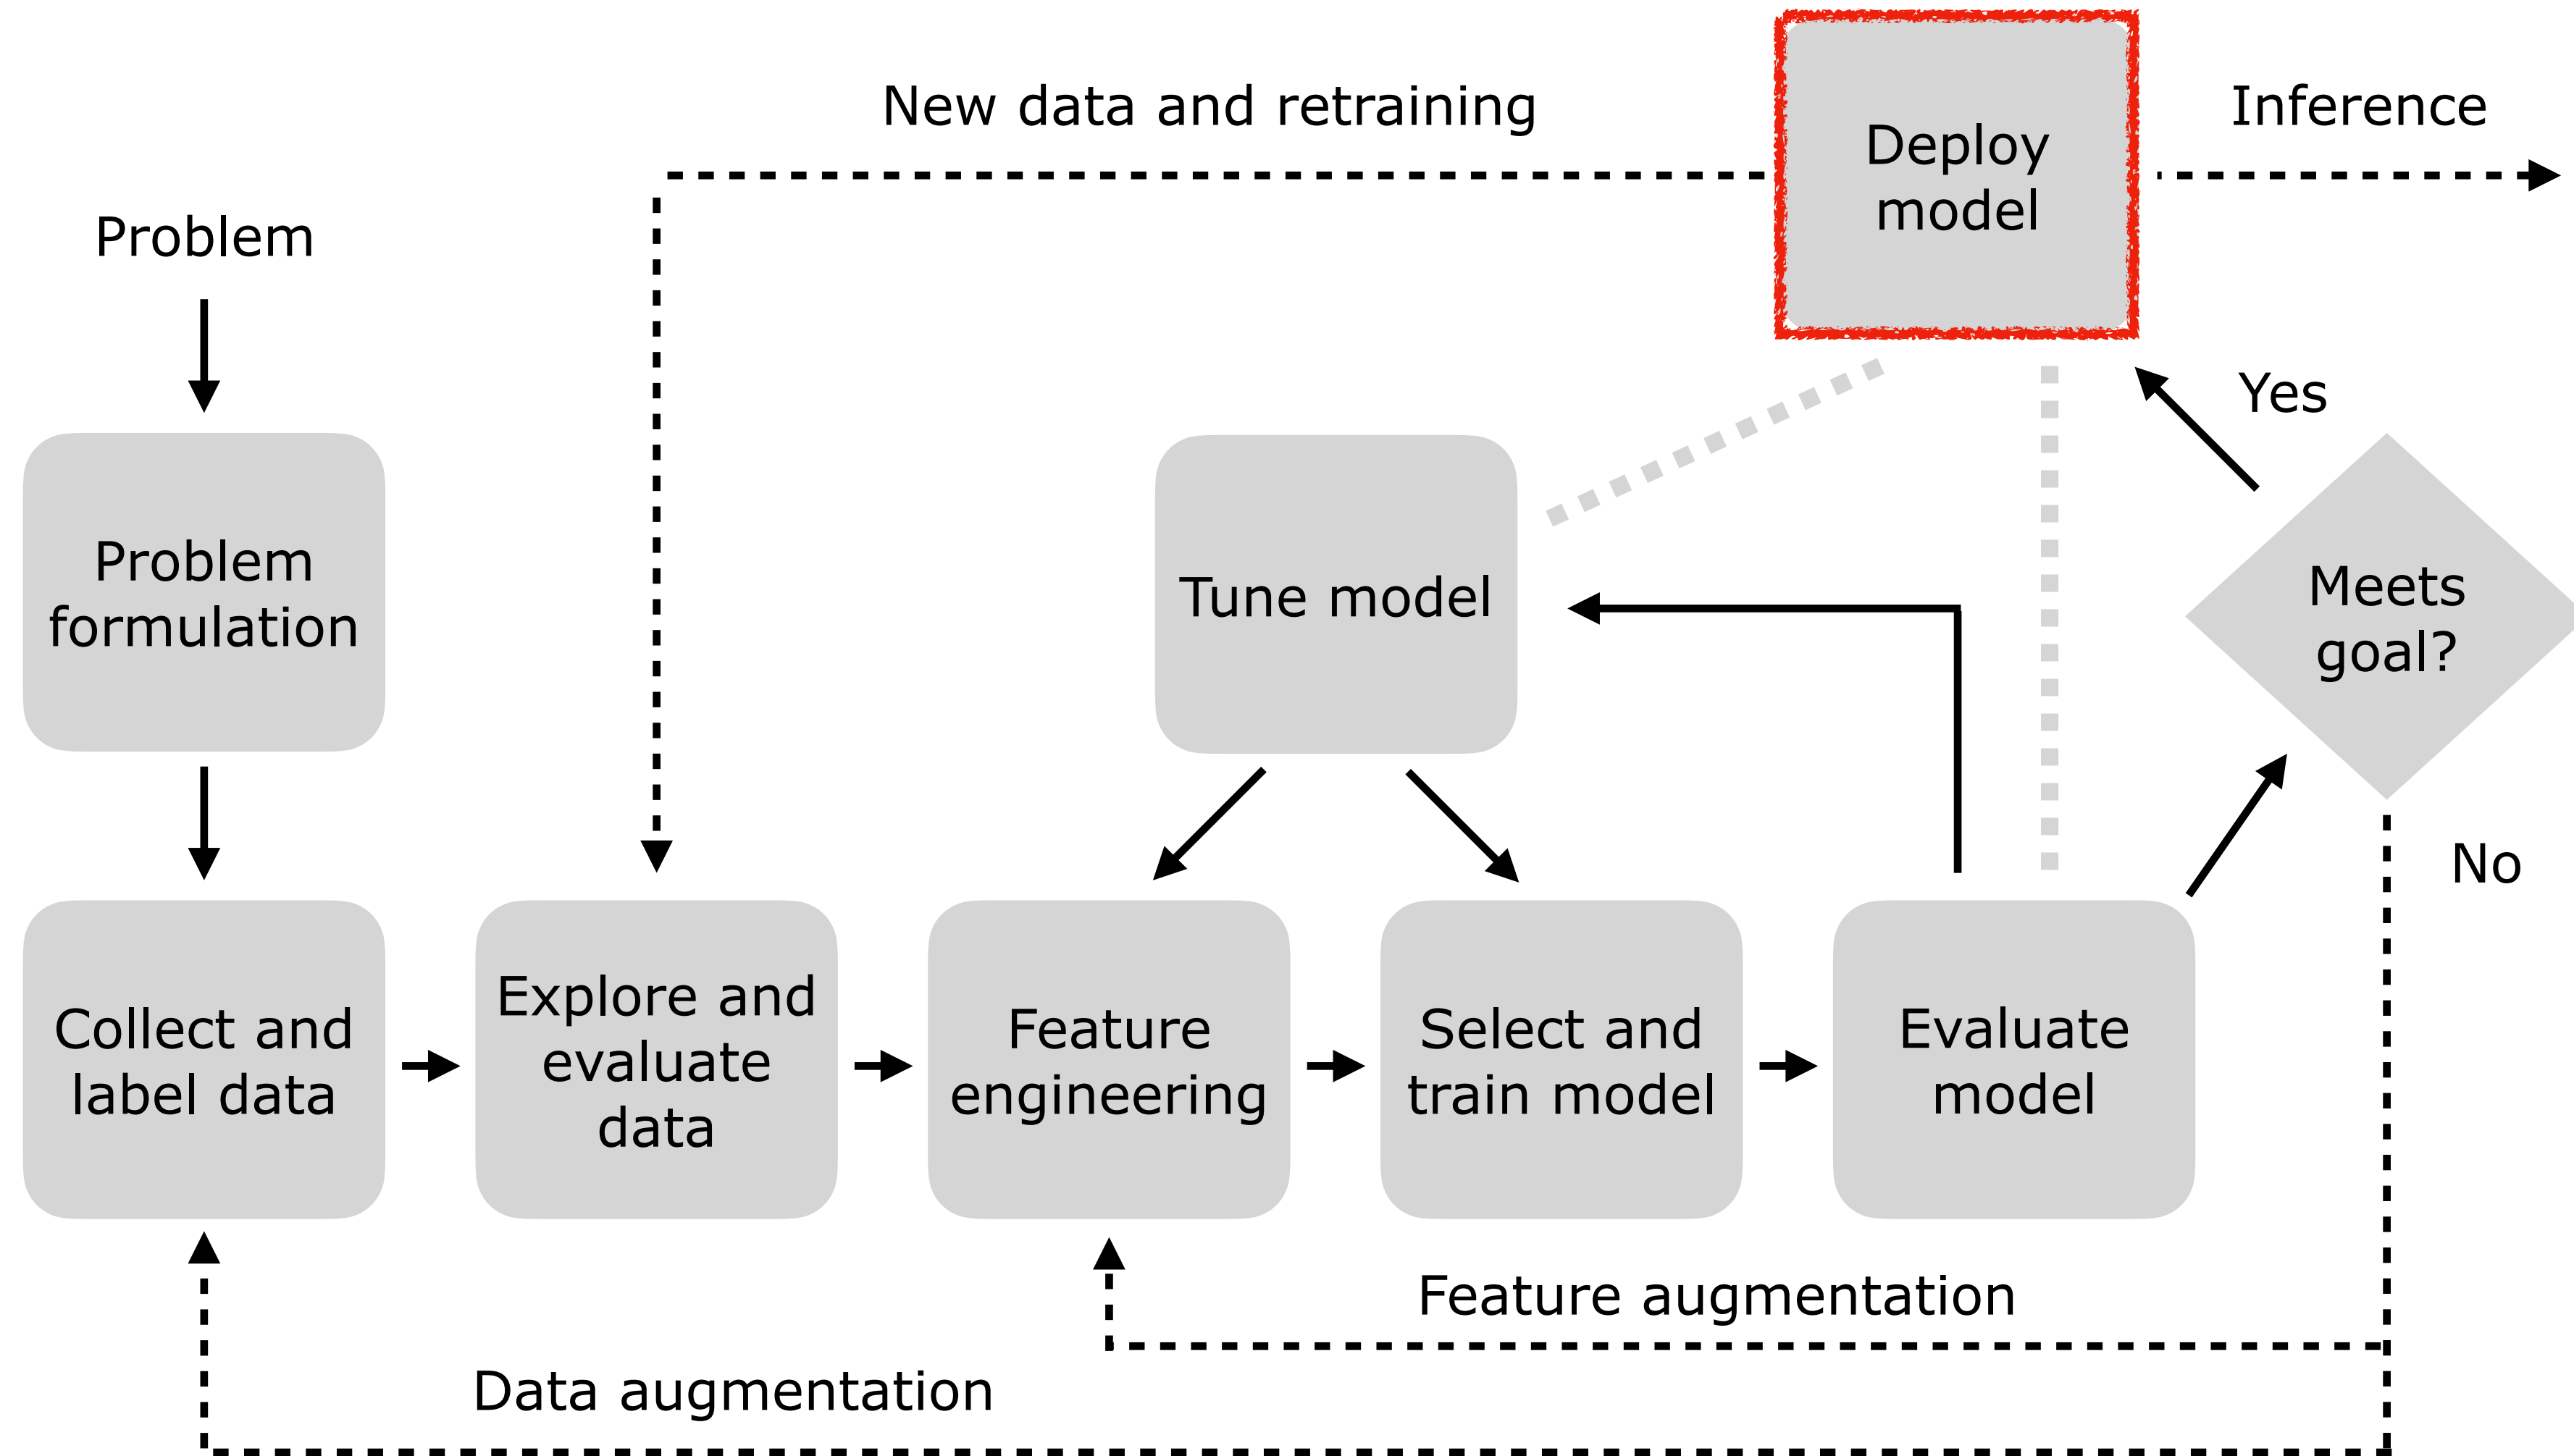 New data and retraining
Deploy
model
Inference
Problem
Yes
Problem
formulation
Tune model
Meets
goal?
No
Collect and
label data
Explore and
evaluate
data
Feature
engineering
Select and
train model
Evaluate
model
Feature augmentation
Data augmentation